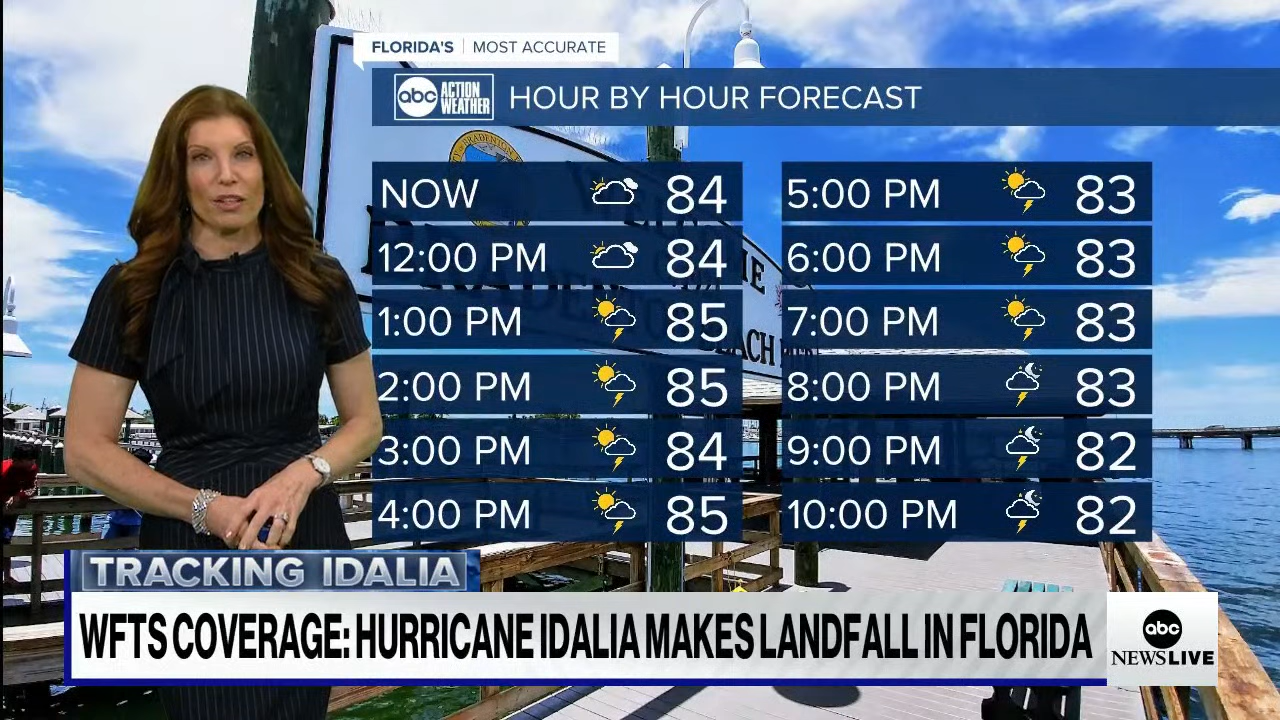 FLORIDA'S | MOST ACCURATE
abc ACTION WEATHER HOUR BY HOUR FORECAST
NOW 84
12:00 PM 84
1:00 PM 85
2:00 PM 85
3:00 PM 84
4:00 PM 85
5:00 PM 83
6:00 PM 83
7:00 PM 83
8:00 PM 83
9:00 PM 82
10:00 PM 82
TRACKING IDALIA
WFTS COVERAGE: HURRICANE IDALIA MAKES LANDFALL IN FLORIDA
abc
NEWS LIVE